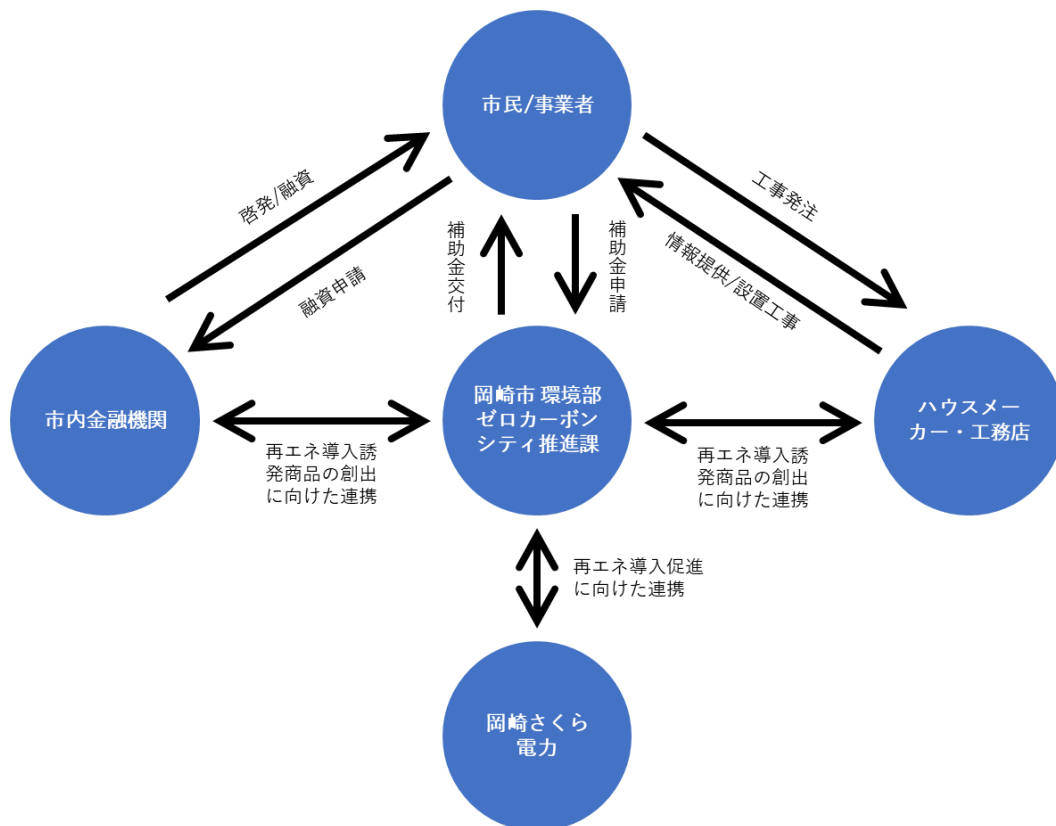 市民/事業者
啓発/融資
融資申請
補助金交付
補助金申請
工事発注
情報提供/設置工事
市内金融機関
岡崎市 環境部
ゼロカーボン
シティ推進課
ハウスメー
カー・工務店
再エネ導入誘
発商品の創出
に向けた連携
再エネ導入誘
発商品の創出
に向けた連携
再エネ導入促進
に向けた連携
岡崎さくら
電力